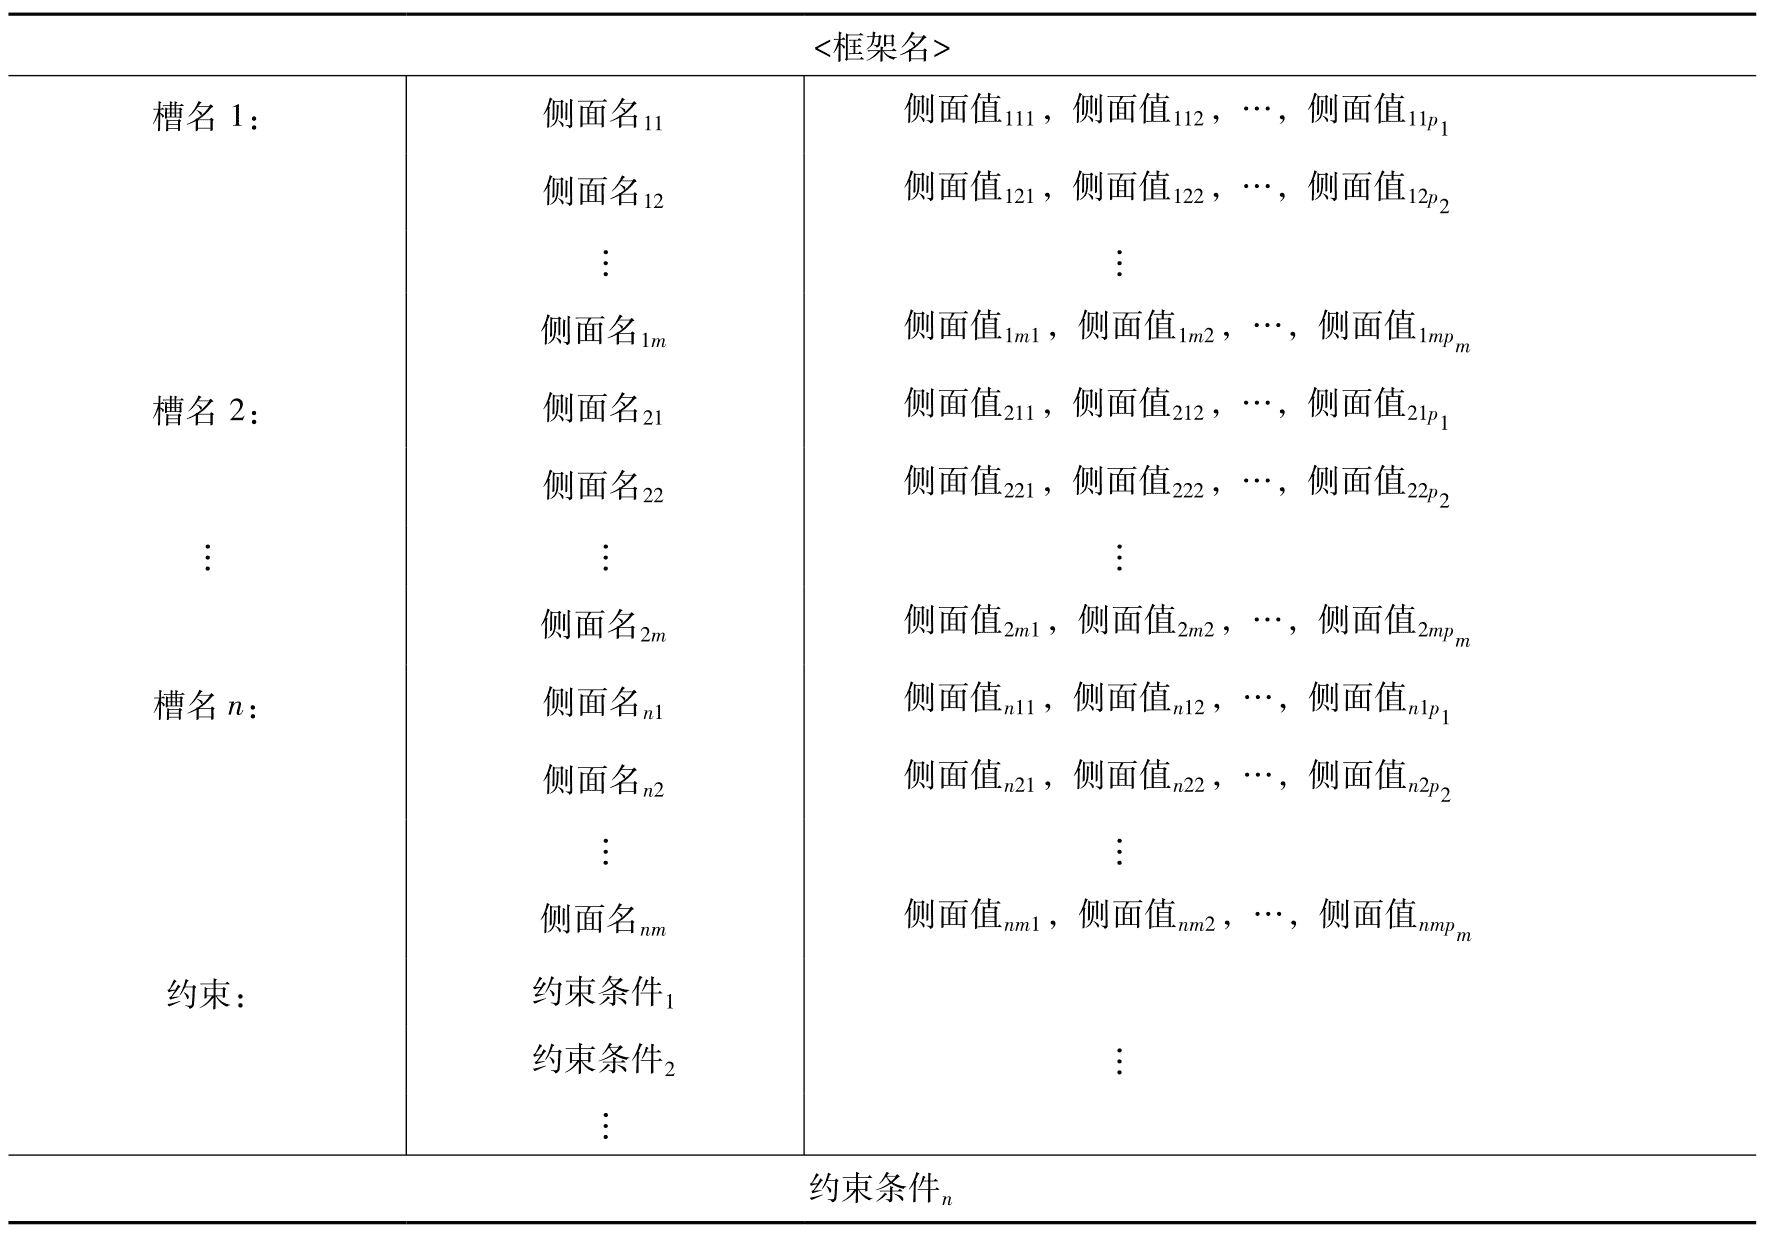 <框架名>
槽名 1： 侧面名11 侧面值111，侧面值112，…，侧面值11p1
侧面名12 侧面值121，侧面值122，…，侧面值12p2
⋮ ⋮
侧面名1m 侧面值1m1，侧面值1m2，…，侧面值1mpm
槽名 2： 侧面名21 侧面值211，侧面值212，…，侧面值21p1
侧面名22 侧面值221，侧面值222，…，侧面值22p2
⋮ ⋮ ⋮
侧面名2m 侧面值2m1，侧面值2m2，…，侧面值2mpm
槽名 n： 侧面名n1 侧面值n11，侧面值n12，…，侧面值n1p1
侧面名n2 侧面值n21，侧面值n22，…，侧面值n2p2
⋮ ⋮
侧面名nm 侧面值nm1，侧面值nm2，…，侧面值nmpm
约束： 约束条件1
约束条件2 ⋮
⋮
约束条件n